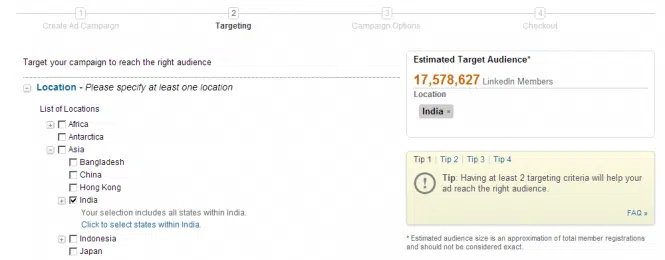 1 2 3 4
Create Ad Campaign Targeting Campaign Options Checkout
Target your campaign to reach the right audience
Location - Please specify at least one location
List of Locations
Africa
Antarctica
Asia
Bangladesh
China
Hong Kong
India
Your selection includes all states within India.
Click to select states within India.
Indonesia
Japan
Estimated Target Audience*
17,578,627 LinkedIn Members
Location
India ×
Tip 1 | Tip 2 | Tip 3 | Tip 4
Tip: Having at least 2 targeting criteria will help your
ad reach the right audience.
FAQ »
* Estimated audience size is an approximation of total member registrations
and should not be considered exact.